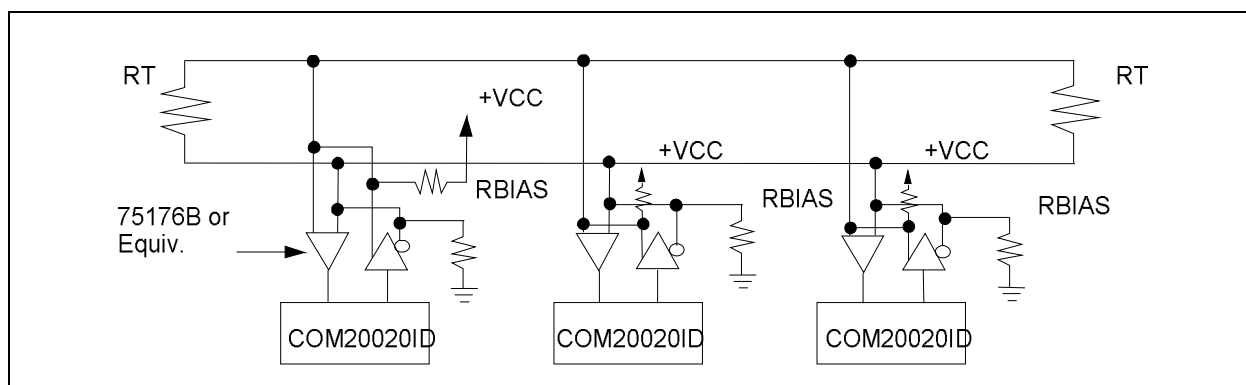 RT
+VCC
RT
+VCC
+VCC
RBIAS
RBIAS
RBIAS
75176B or
Equiv.
COM20020ID
COM20020ID
COM20020ID